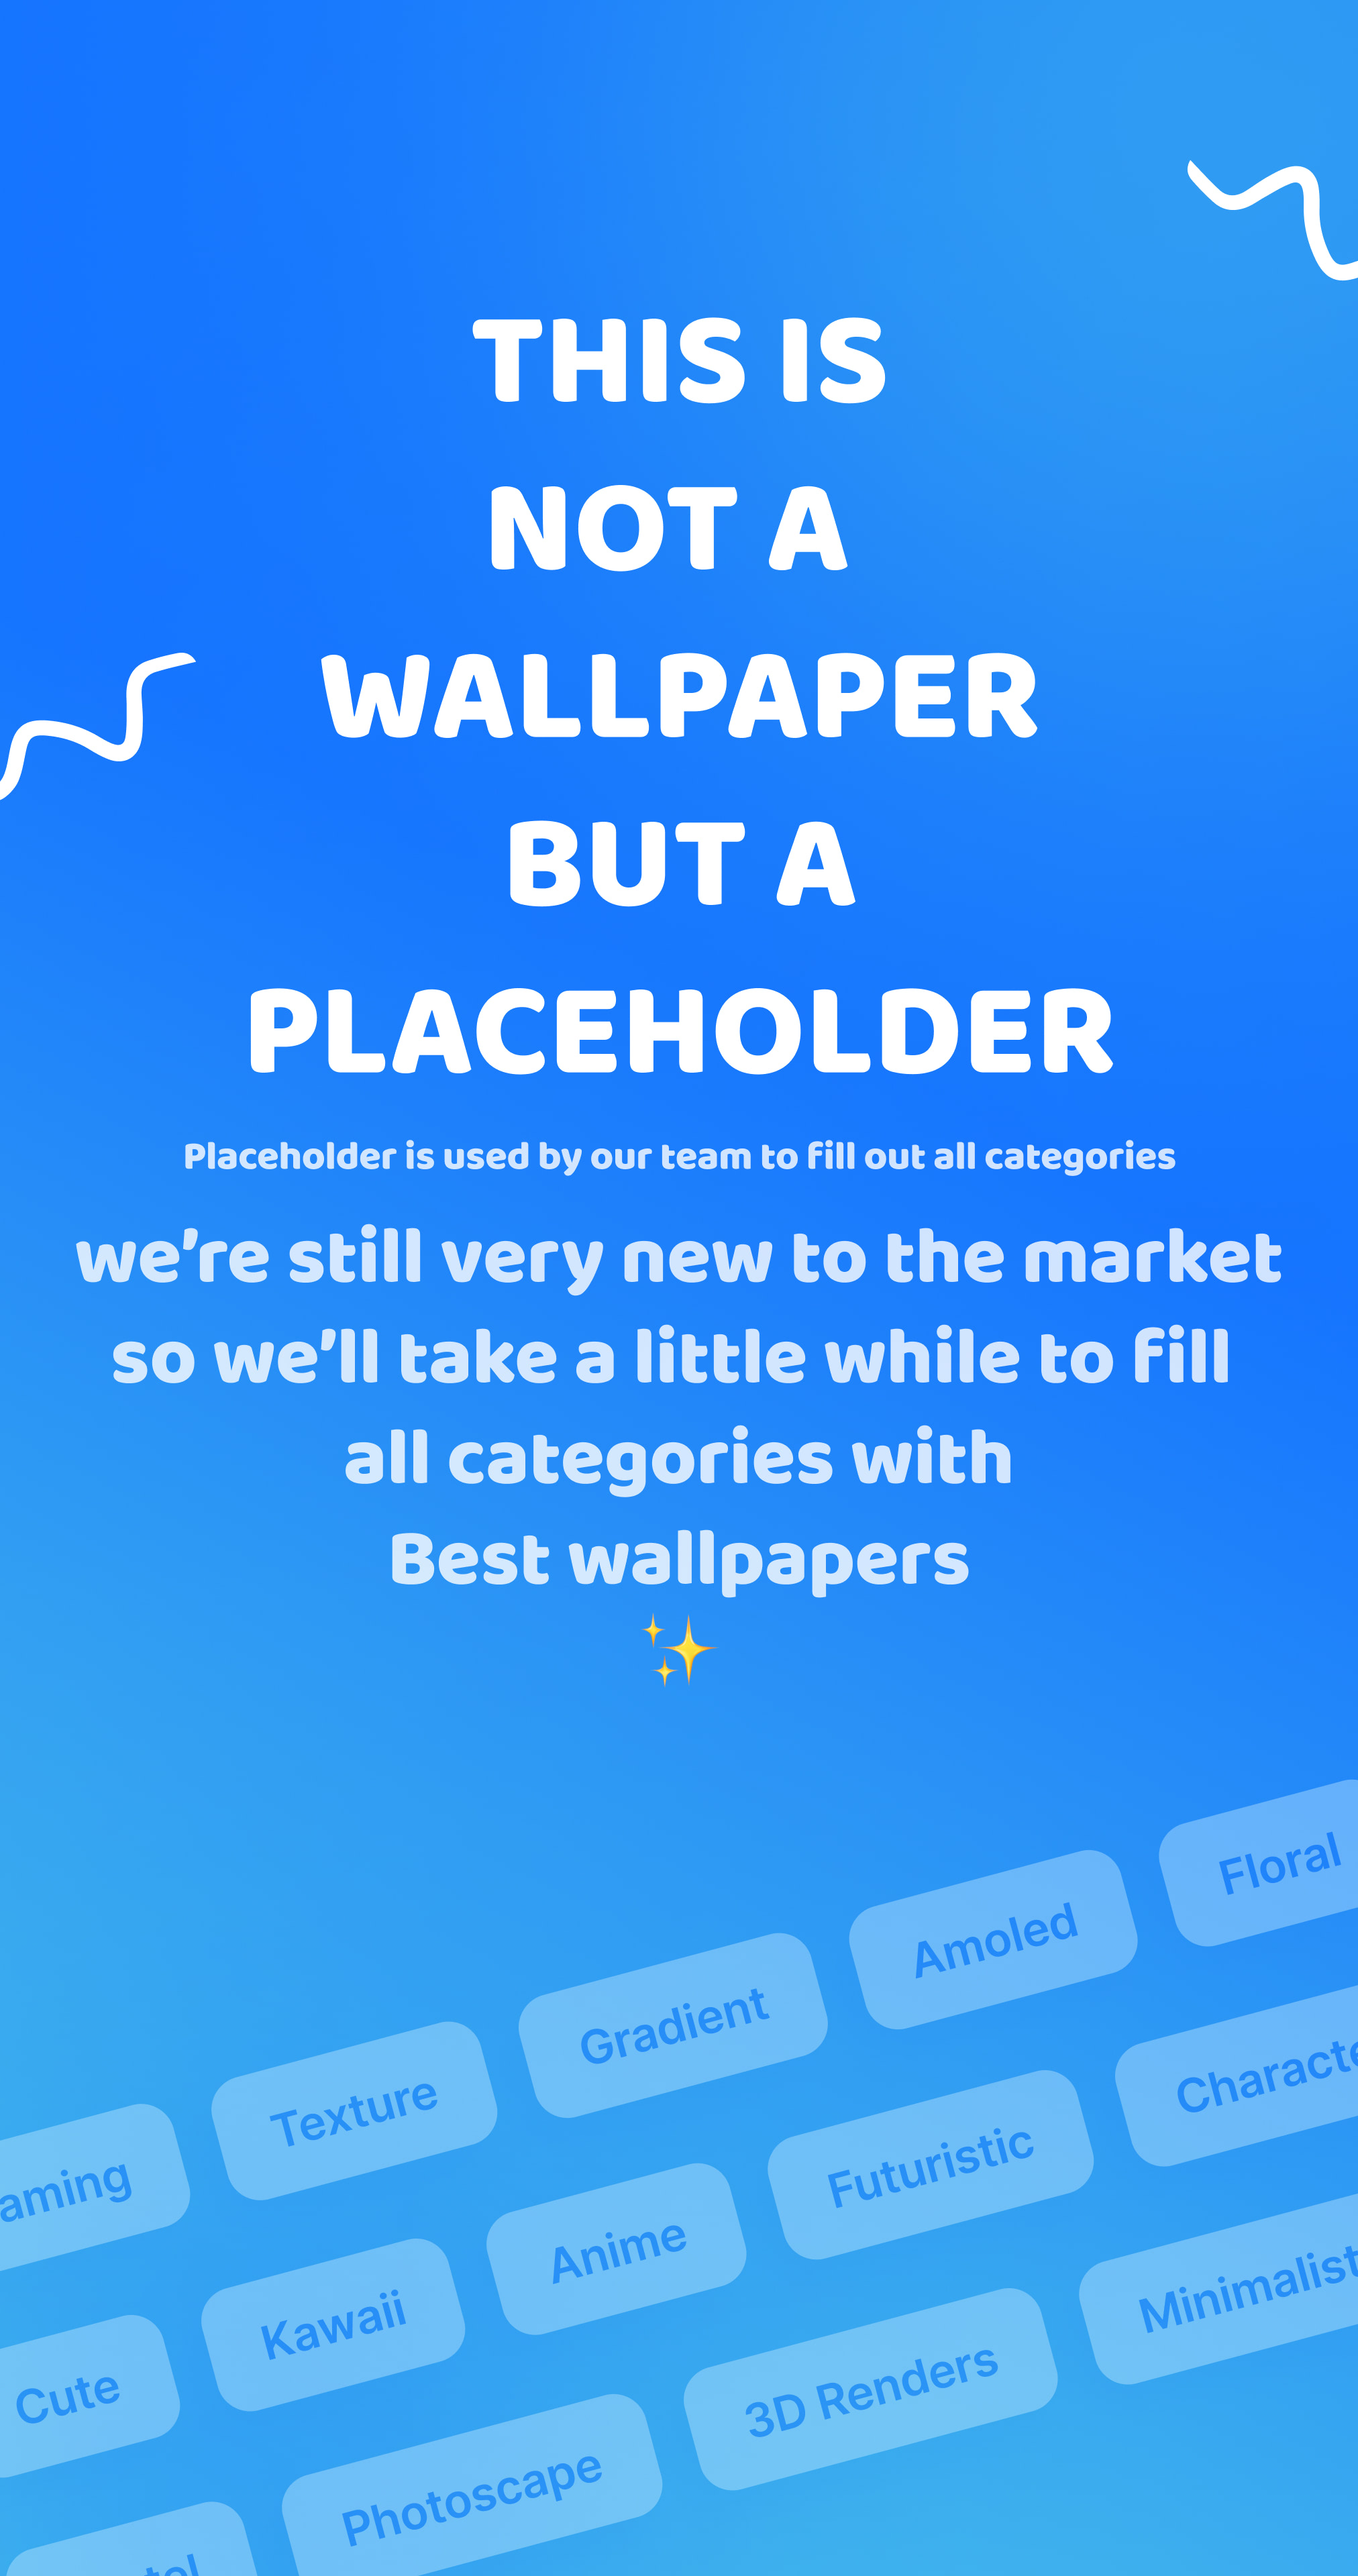 THIS IS
NOT A
WALLPAPER
BUT A
PLACEHOLDER
Placeholder is used by our team to fill out all categories
we’re still very new to the market
so we’ll take a little while to fill
all categories with
Best wallpapers
✨
aming Texture Gradient Amoled Floral
Cute Kawaii Anime Futuristic Characte
Photoscape 3D Renders Minimalist